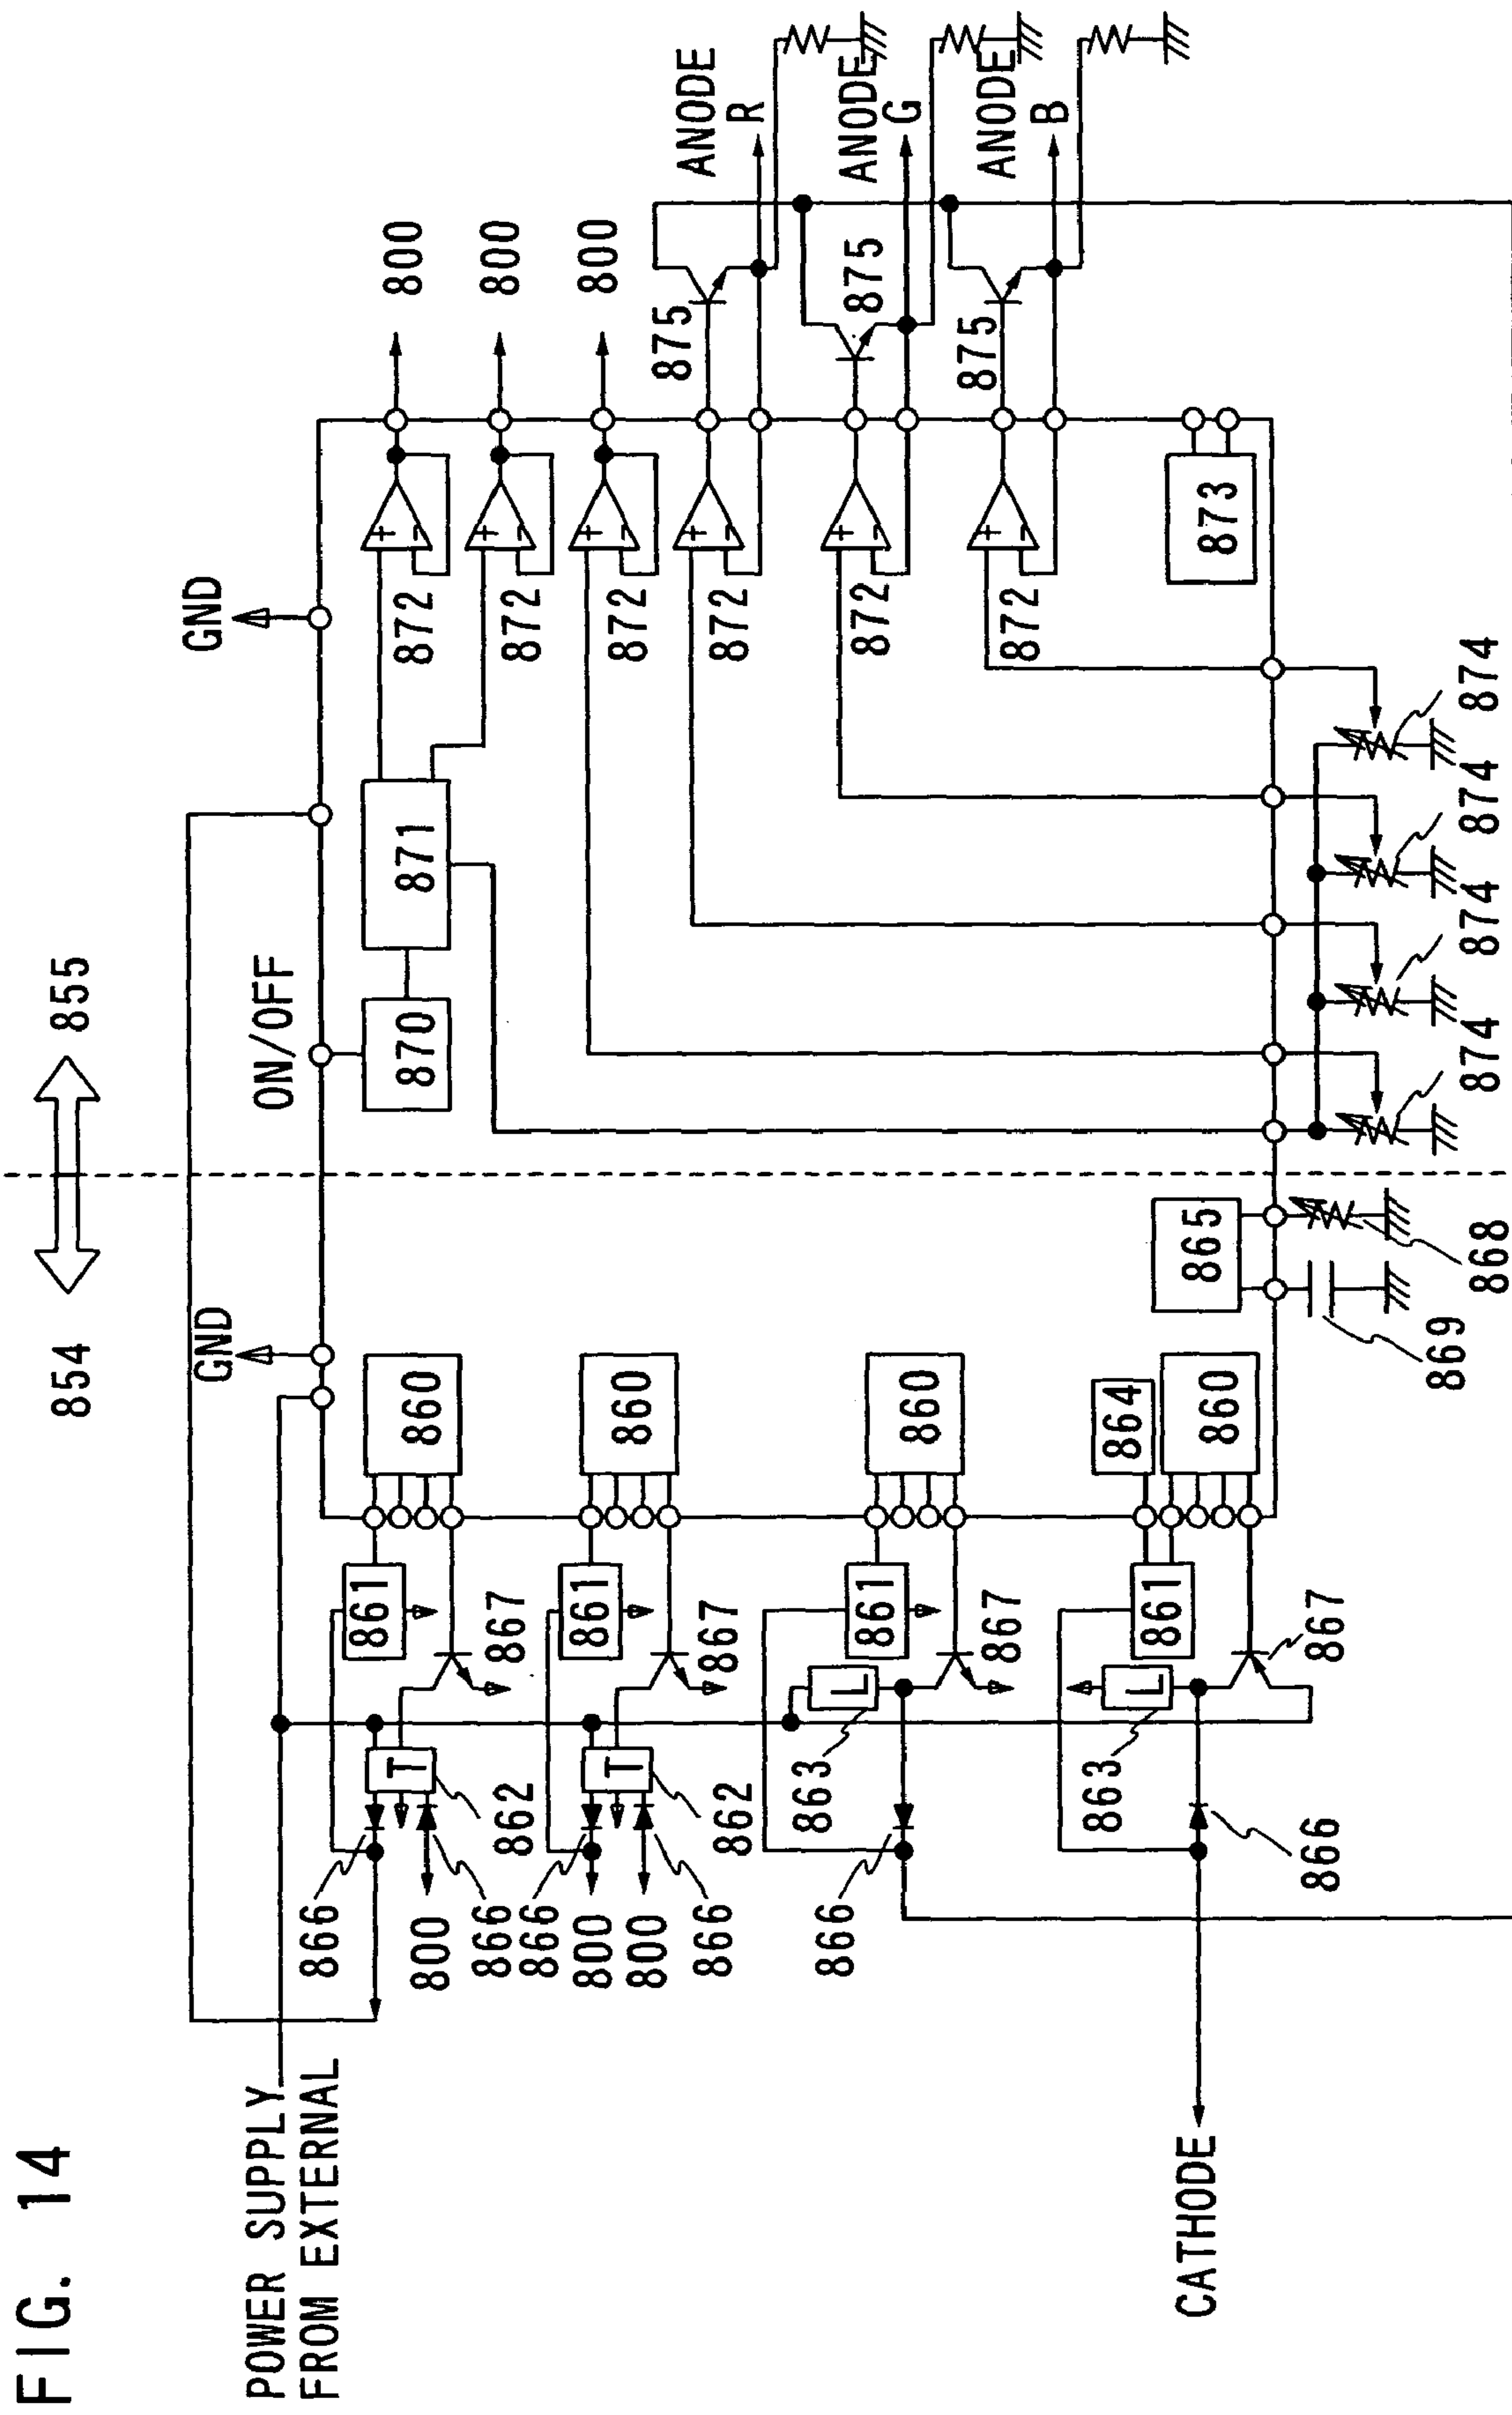 FIG. 14
854
855
POWER SUPPLY
FROM EXTERNAL
GND
ON/OFF
GND
866
861
860
870
871
872
800
T
862
867
800
866
872
800
866
861
860
872
800
800
T
862
867
800
866
872
875
ANODE
R
866
863
L
861
860
867
872
875
ANODE
G
872
875
ANODE
B
CATHODE
866
863
L
861
864
860
867
865
873
869
868
874
874
874
874